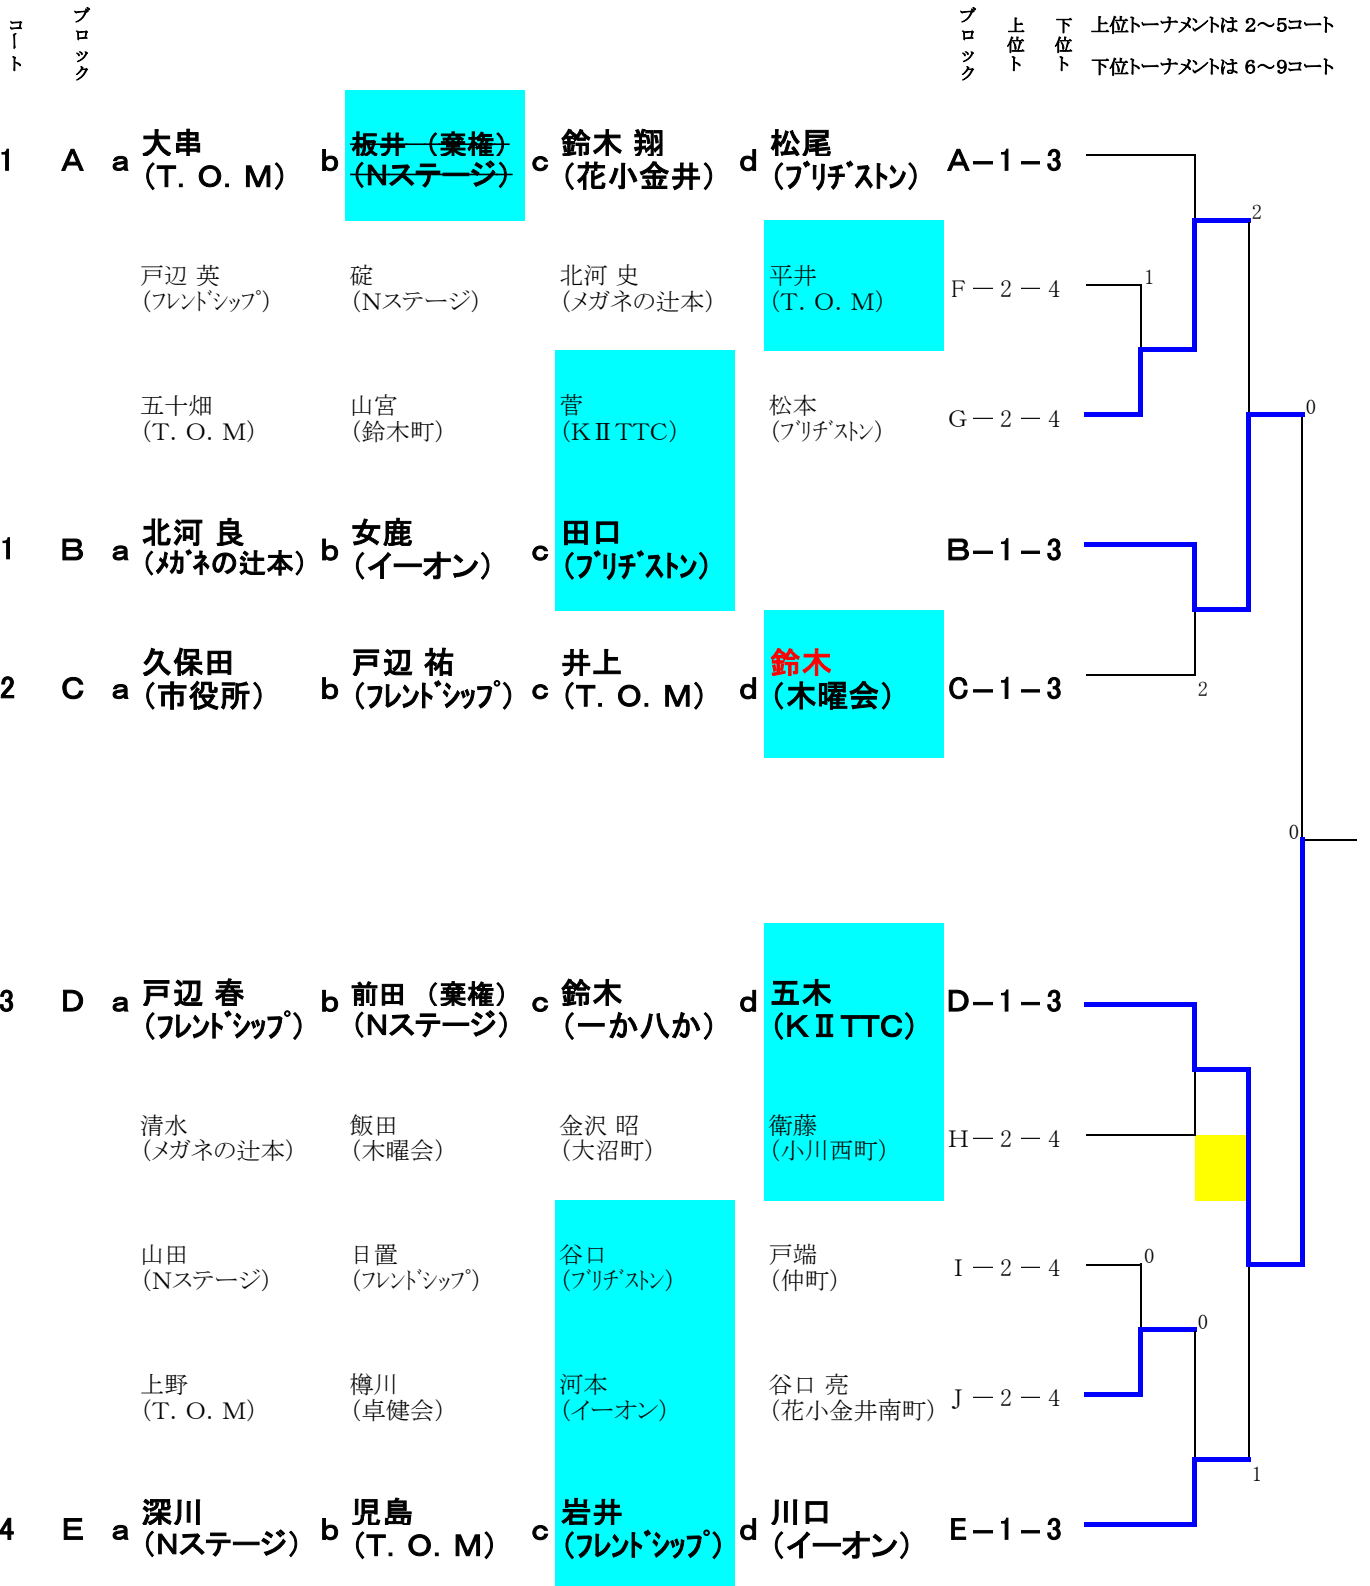 コート
ブロック
ブロック
上位ト
下位ト
上位トーナメントは 2～5コート
下位トーナメントは 6～9コート
1 A a 大串 b 板井 （棄権） c 鈴木 翔 d 松尾 A－1－3
（T．O．M） （Nステージ） （花小金井） （ブリヂストン）
2
戸辺 英 碇 北河 史 平井 F－2－4 1
（フレンドシップ） （Nステージ） （メガネの辻本） （T．O．M）
五十畑 山宮 菅 松本 G－2－4 0
（T．O．M） （鈴木町） （KⅡTTC） （ブリヂストン）
1 B a 北河 良 b 女鹿 c 田口 B－1－3
（メガネの辻本） （イーオン） （ブリヂストン）
2 C a 久保田 b 戸辺 祐 c 井上 d 鈴木 C－1－3 2
（市役所） （フレンドシップ） （T．O．M） （木曜会）
0
3 D a 戸辺 春 b 前田 （棄権） c 鈴木 d 五木 D－1－3
（フレンドシップ） （Nステージ） （一か八か） （KⅡTTC）
清水 飯田 金沢 昭 衛藤 H－2－4
（メガネの辻本） （木曜会） （大沼町） （小川西町）
山田 日置 谷口 戸端 I－2－4 0
（Nステージ） （フレンドシップ） （ブリヂストン） （仲町）
0
上野 樽川 河本 谷口 亮 J－2－4
（T．O．M） （卓健会） （イーオン） （花小金井南町）
1
4 E a 深川 b 児島 c 岩井 d 川口 E－1－3
（Nステージ） （T．O．M） （フレンドシップ） （イーオン）